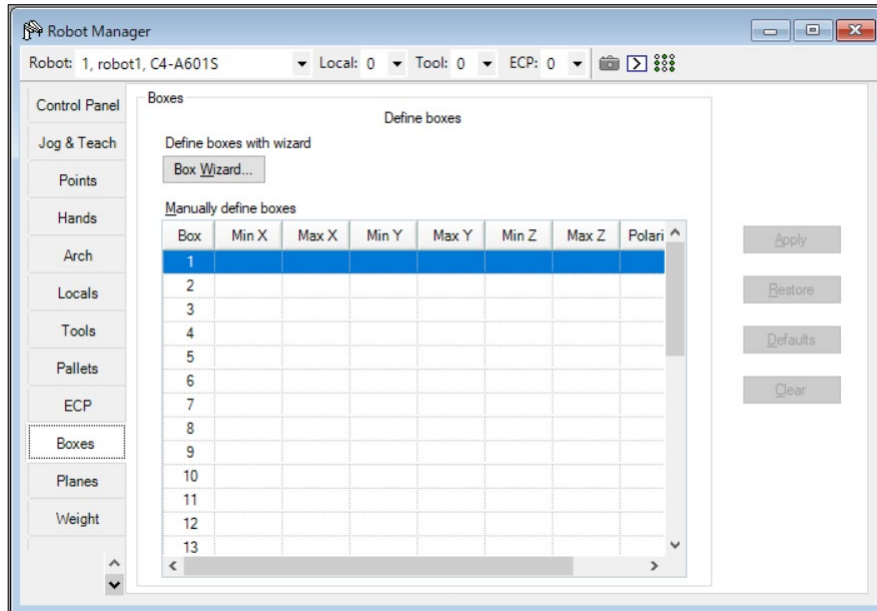 Robot Manager
Robot: 1, robot1, C4-A601S Local: 0 Tool: 0 ECP: 0
Control Panel
Jog & Teach
Points
Hands
Arch
Locals
Tools
Pallets
ECP
Boxes
Planes
Weight
Boxes
Define boxes
Define boxes with wizard
Box Wizard...
Manually define boxes
Box Min X Max X Min Y Max Y Min Z Max Z Polari
1
2
3
4
5
6
7
8
9
10
11
12
13
Apply
Restore
Defaults
Clear